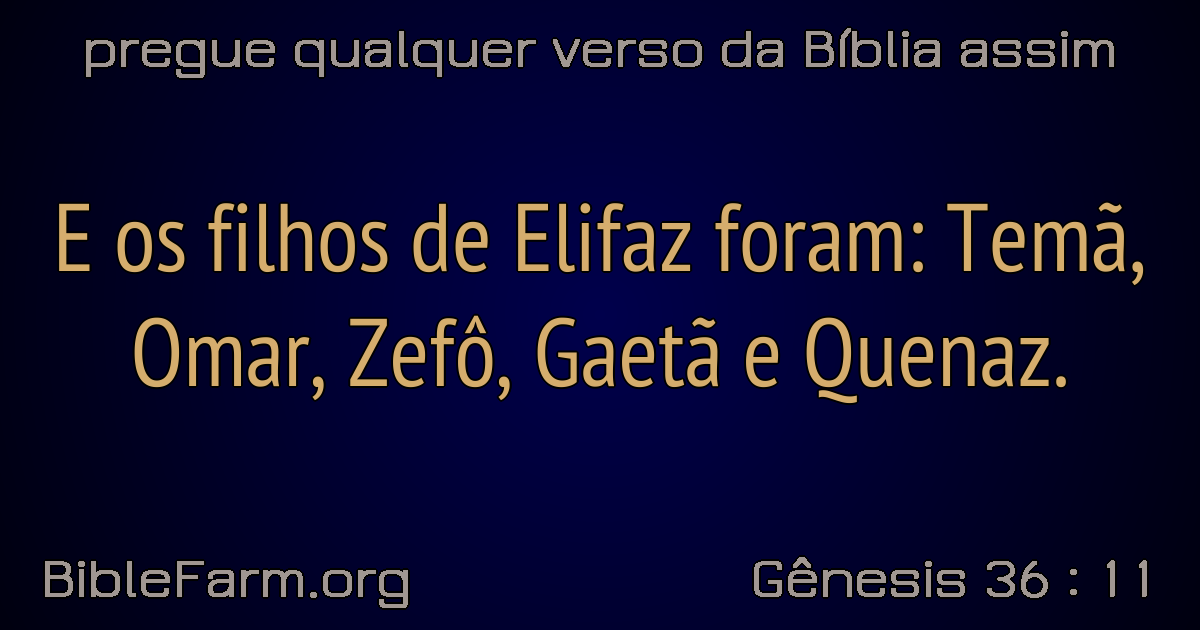 pregue qualquer verso da Bíblia assim
E os filhos de Elifaz foram: Temã,
Omar, Zefô, Gaetã e Quenaz.
BibleFarm.org
Gênesis 36 : 11